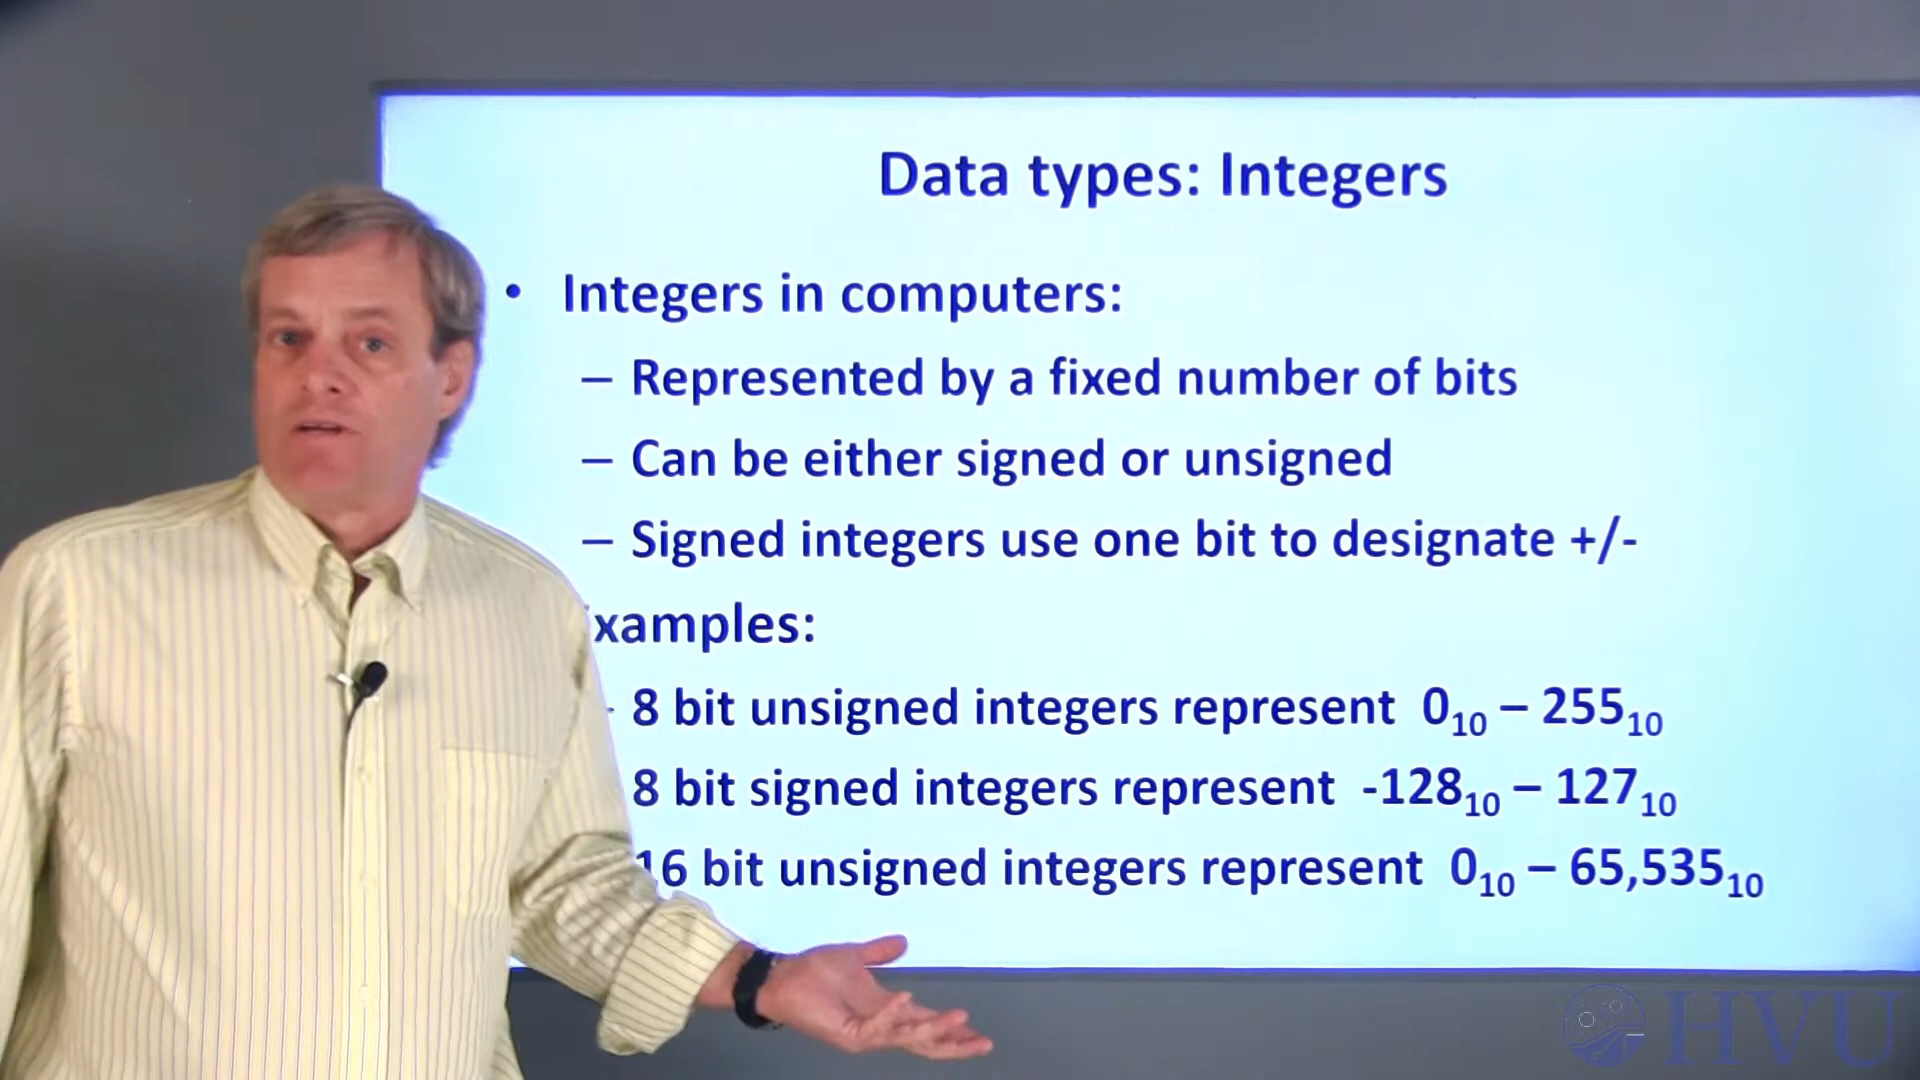 Data types: Integers
• Integers in computers:
– Represented by a fixed number of bits
– Can be either signed or unsigned
– Signed integers use one bit to designate +/-
xamples:
- 8 bit unsigned integers represent 0₁₀ – 255₁₀
8 bit signed integers represent -128₁₀ – 127₁₀
16 bit unsigned integers represent 0₁₀ – 65,535₁₀
HVU